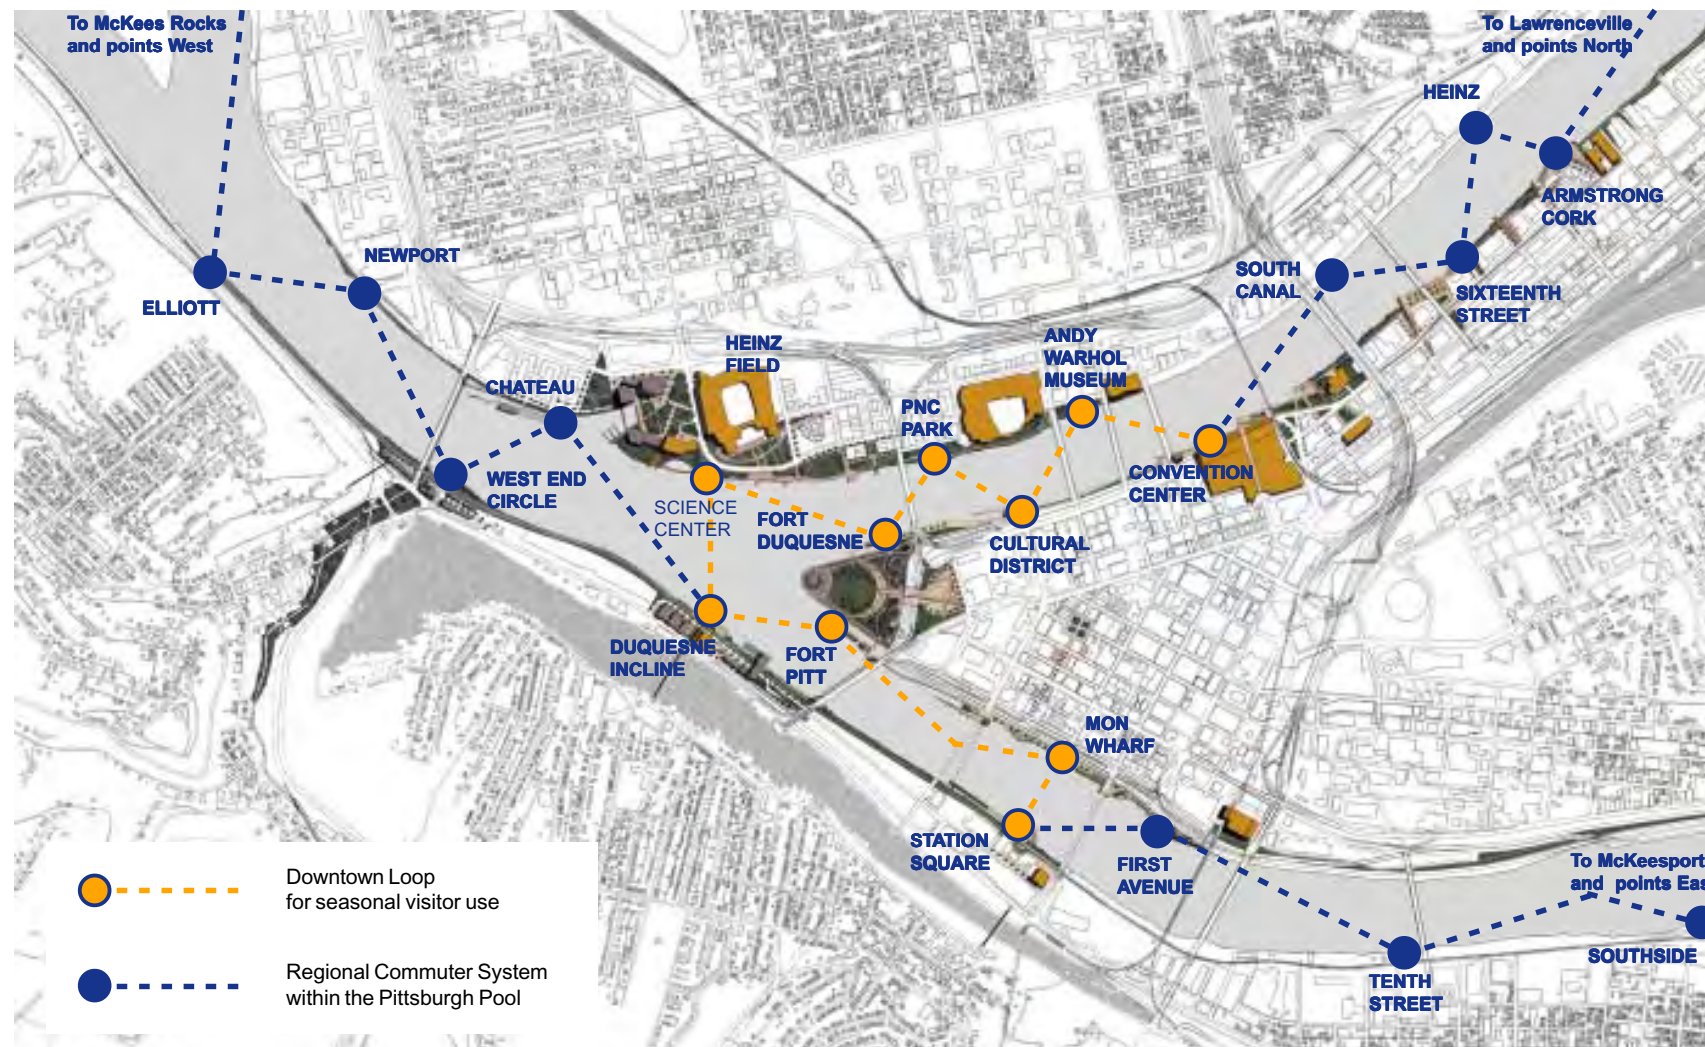 To McKees Rocks
and points West
To Lawrenceville
and points North
HEINZ
ARMSTRONG
CORK
NEWPORT
ELLIOTT
SOUTH
CANAL
SIXTEENTH
STREET
HEINZ
FIELD
ANDY
WARHOL
MUSEUM
CHATEAU
PNC
PARK
WEST END
CIRCLE
CONVENTION
CENTER
SCIENCE
CENTER
FORT
DUQUESNE
CULTURAL
DISTRICT
DUQUESNE
INCLINE
FORT
PITT
MON
WHARF
STATION
SQUARE
FIRST
AVENUE
To McKeesport
and points Eas
SOUTHSIDE
TENTH
STREET
Downtown Loop
for seasonal visitor use
Regional Commuter System
within the Pittsburgh Pool